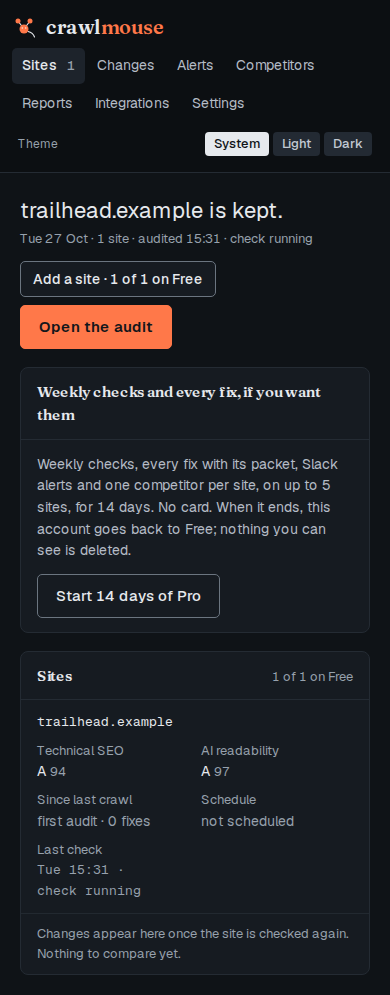 crawlmouse
Sites 1 Changes Alerts Competitors
Reports Integrations Settings
Theme System Light Dark
trailhead.example is kept.
Tue 27 Oct · 1 site · audited 15:31 · check running
Add a site · 1 of 1 on Free
Open the audit
Weekly checks and every fix, if you want
them
Weekly checks, every fix with its packet, Slack
alerts and one competitor per site, on up to 5
sites, for 14 days. No card. When it ends, this
account goes back to Free; nothing you can
see is deleted.
Start 14 days of Pro
Sites 1 of 1 on Free
trailhead.example
Technical SEO AI readability
A 94 A 97
Since last crawl Schedule
first audit · 0 fixes not scheduled
Last check
Tue 15:31 ·
check running
Changes appear here once the site is checked again.
Nothing to compare yet.